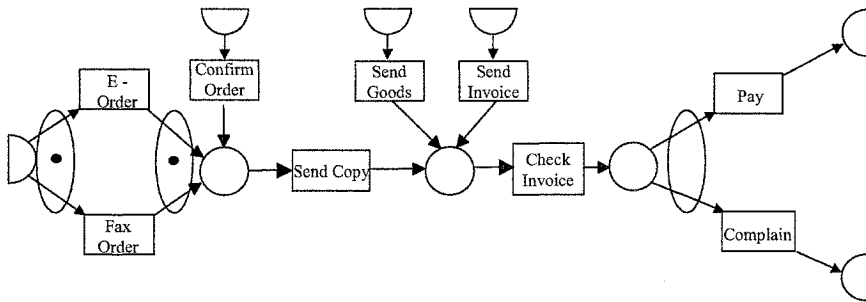 E -
Order
Confirm
Order
Send
Goods
Send
Invoice
Pay
Send Copy
Check
Invoice
Fax
Order
Complain